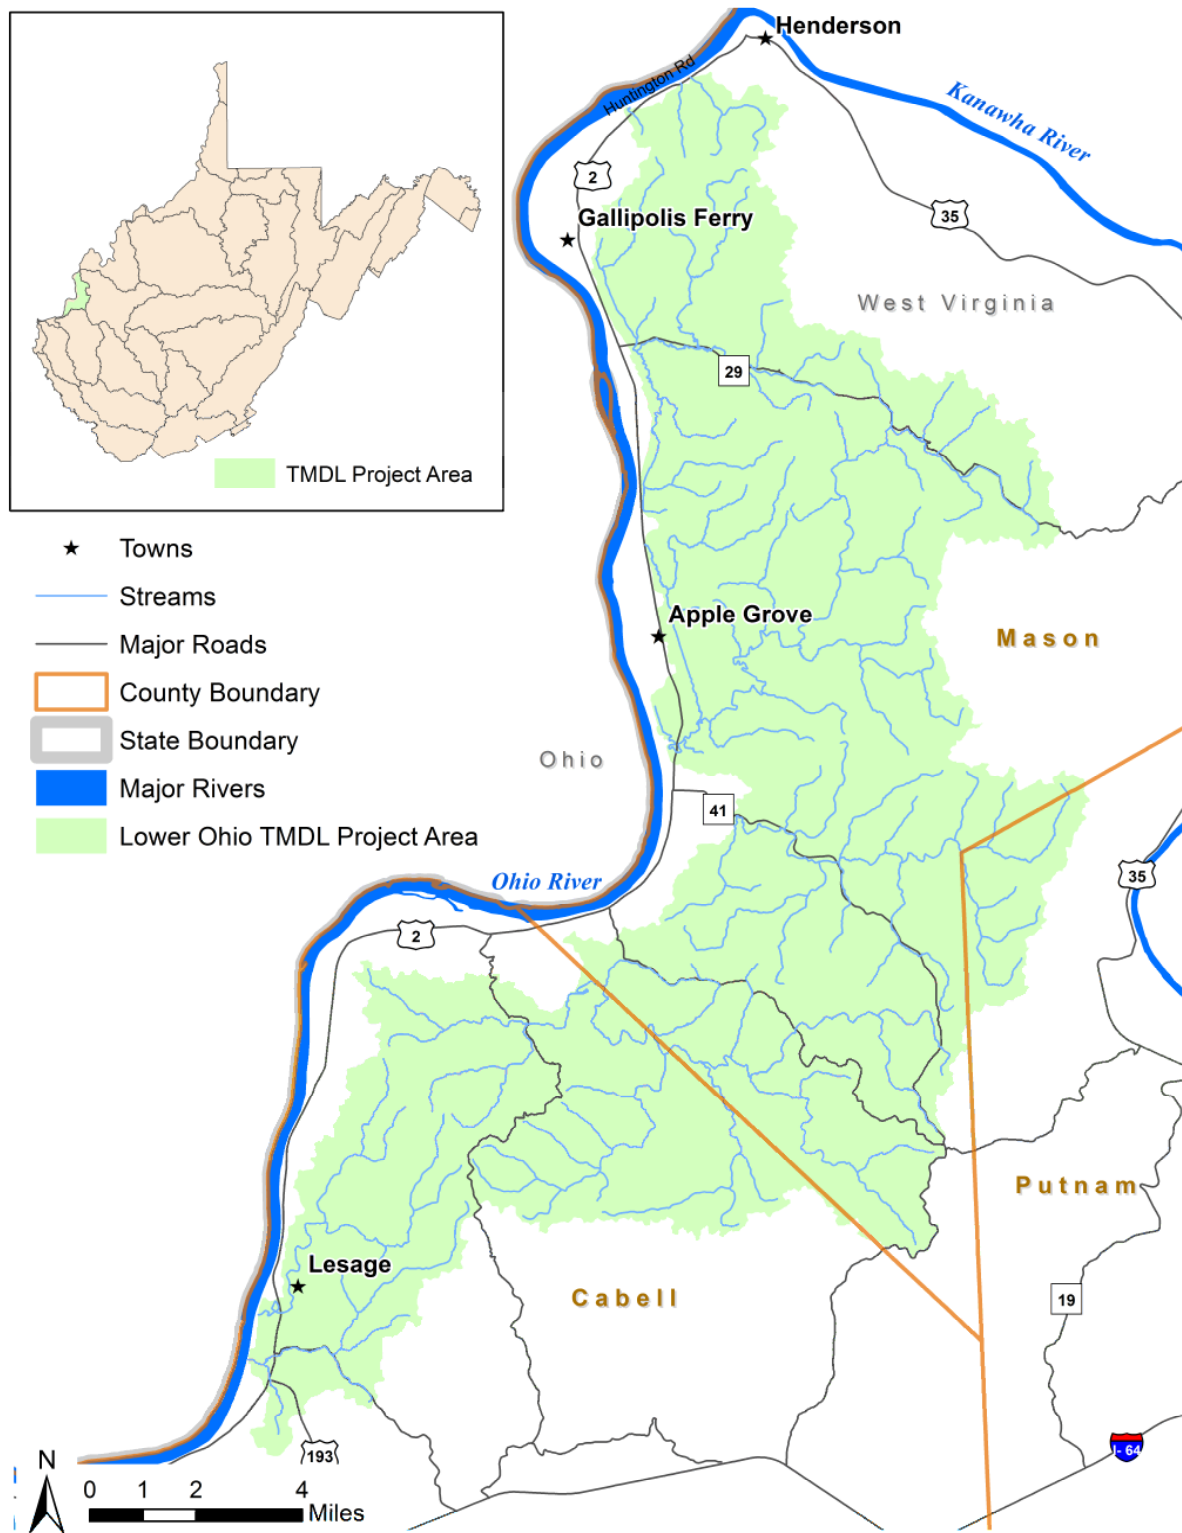 Henderson
Huntington Rd
Kanawha River
2
Gallipolis Ferry
35
West Virginia
29
TMDL Project Area
Towns
Streams
Major Roads
County Boundary
State Boundary
Major Rivers
Lower Ohio TMDL Project Area
Apple Grove
Mason
Ohio
41
Ohio River
35
2
Putnam
Lesage
Cabell
19
193
I-64
N
0 1 2 4
Miles